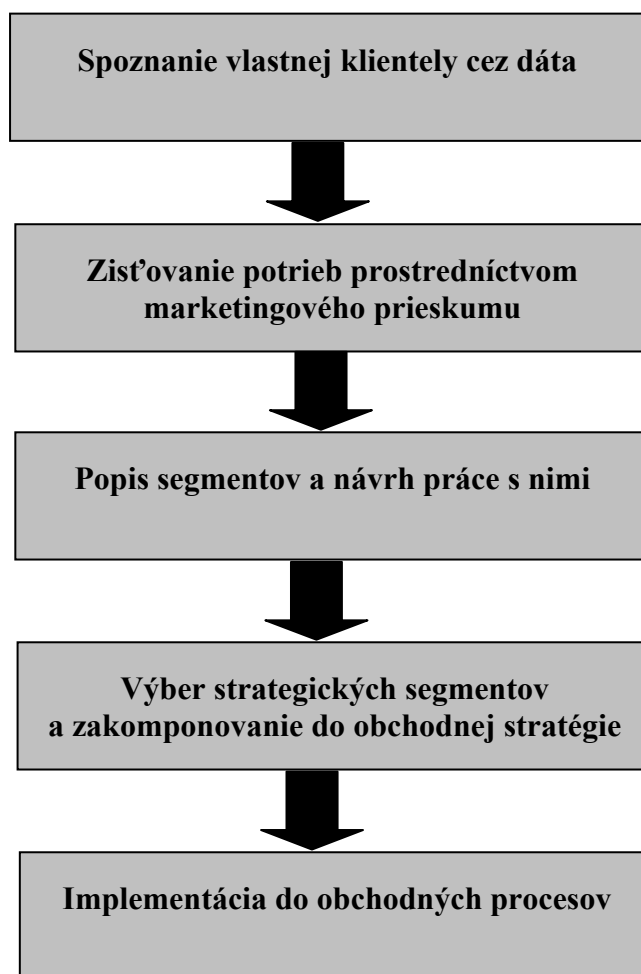 Spoznanie vlastnej klientely cez dáta
Zisťovanie potrieb prostredníctvom
marketingového prieskumu
Popis segmentov a návrh práce s nimi
Výber strategických segmentov
a zakomponovanie do obchodnej stratégie
Implementácia do obchodných procesov